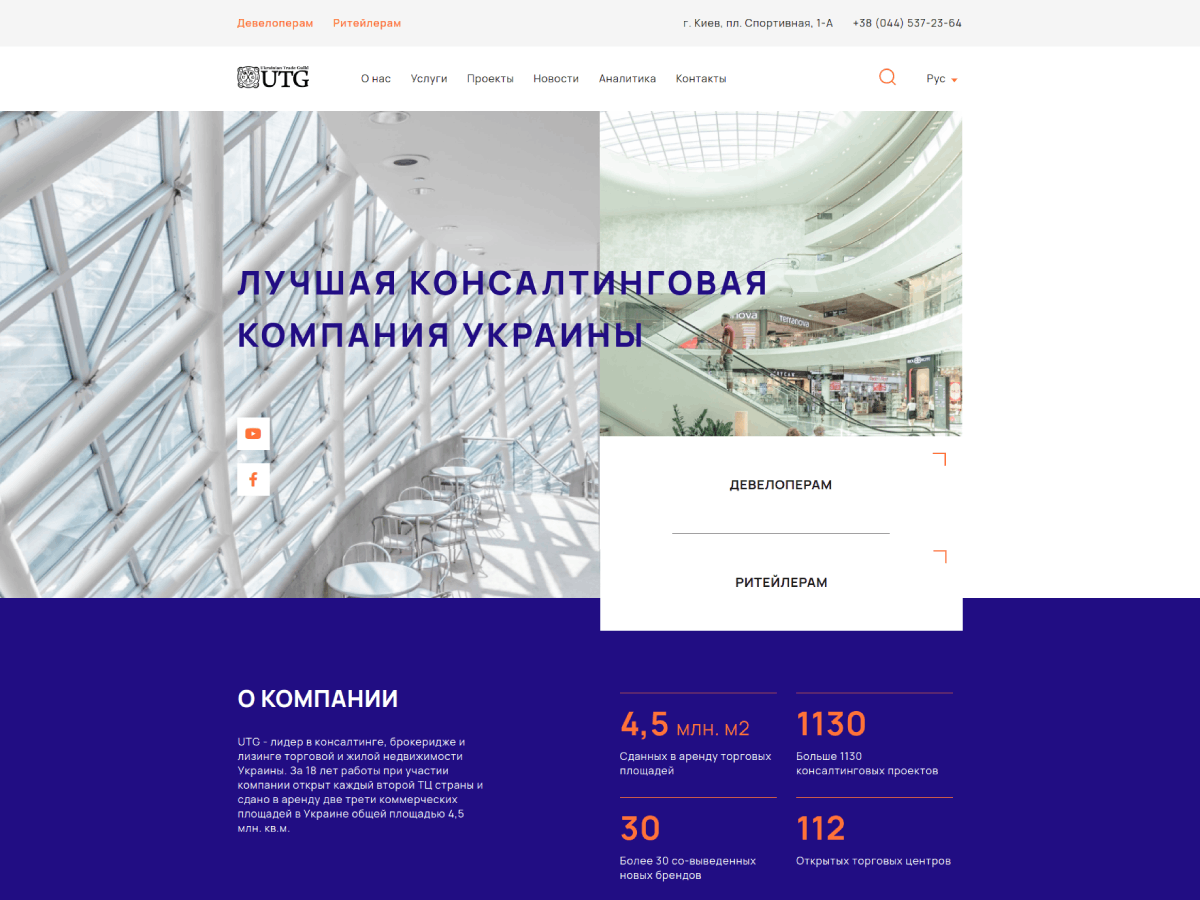 Девелоперам Ритейлерам г. Киев, пл. Спортивная, 1-А +38 (044) 537-23-64
Ukrainian Trade Guild
UTG О нас Услуги Проекты Новости Аналитика Контакты Рус
ЛУЧШАЯ КОНСАЛТИНГОВАЯ
КОМПАНИЯ УКРАИНЫ
nova terranova
ДЕВЕЛОПЕРАМ
РИТЕЙЛЕРАМ
О КОМПАНИИ
UTG - лидер в консалтинге, брокеридже и
лизинге торговой и жилой недвижимости
Украины. За 18 лет работы при участии
компании открыт каждый второй ТЦ страны и
сдано в аренду две трети коммерческих
площадей в Украине общей площадью 4,5
млн. кв.м.
4,5 млн. м2
Сданных в аренду торговых
площадей
1130
Больше 1130
консалтинговых проектов
30
Более 30 со-выведенных
новых брендов
112
Открытых торговых центров